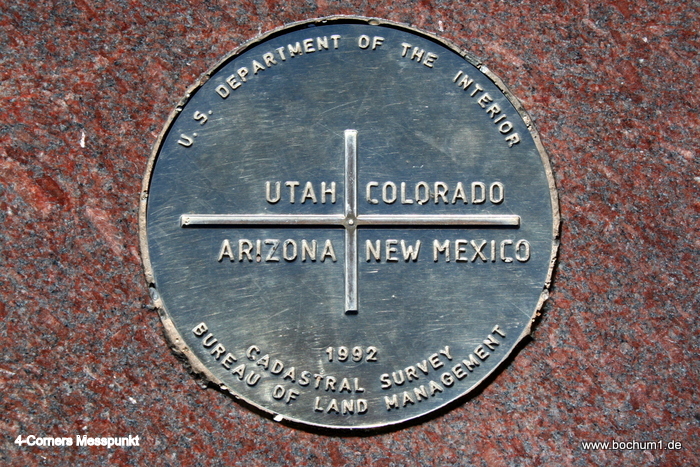 U. S. DEPARTMENT OF THE INTERIOR
UTAH COLORADO
ARIZONA NEW MEXICO
1992
CADASTRAL SURVEY
BUREAU OF LAND MANAGEMENT
4-Corners Messpunkt
www.bochum1.de